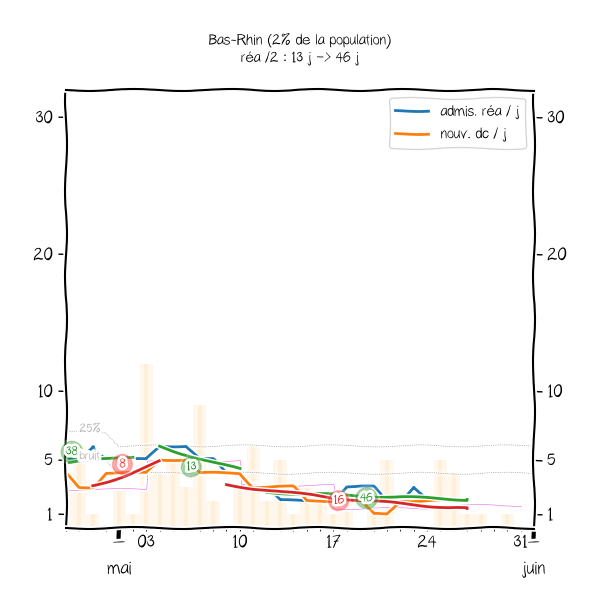 Bas-Rhin (2% de la population)
réa /2 : 13 j -> 46 j
admis. réa / j
nouv. dc / j
30 30
20 20
10 10
25%
38
bruit
8
13
5 5
16
46
1 1
03 10 17 24 31
mai juin